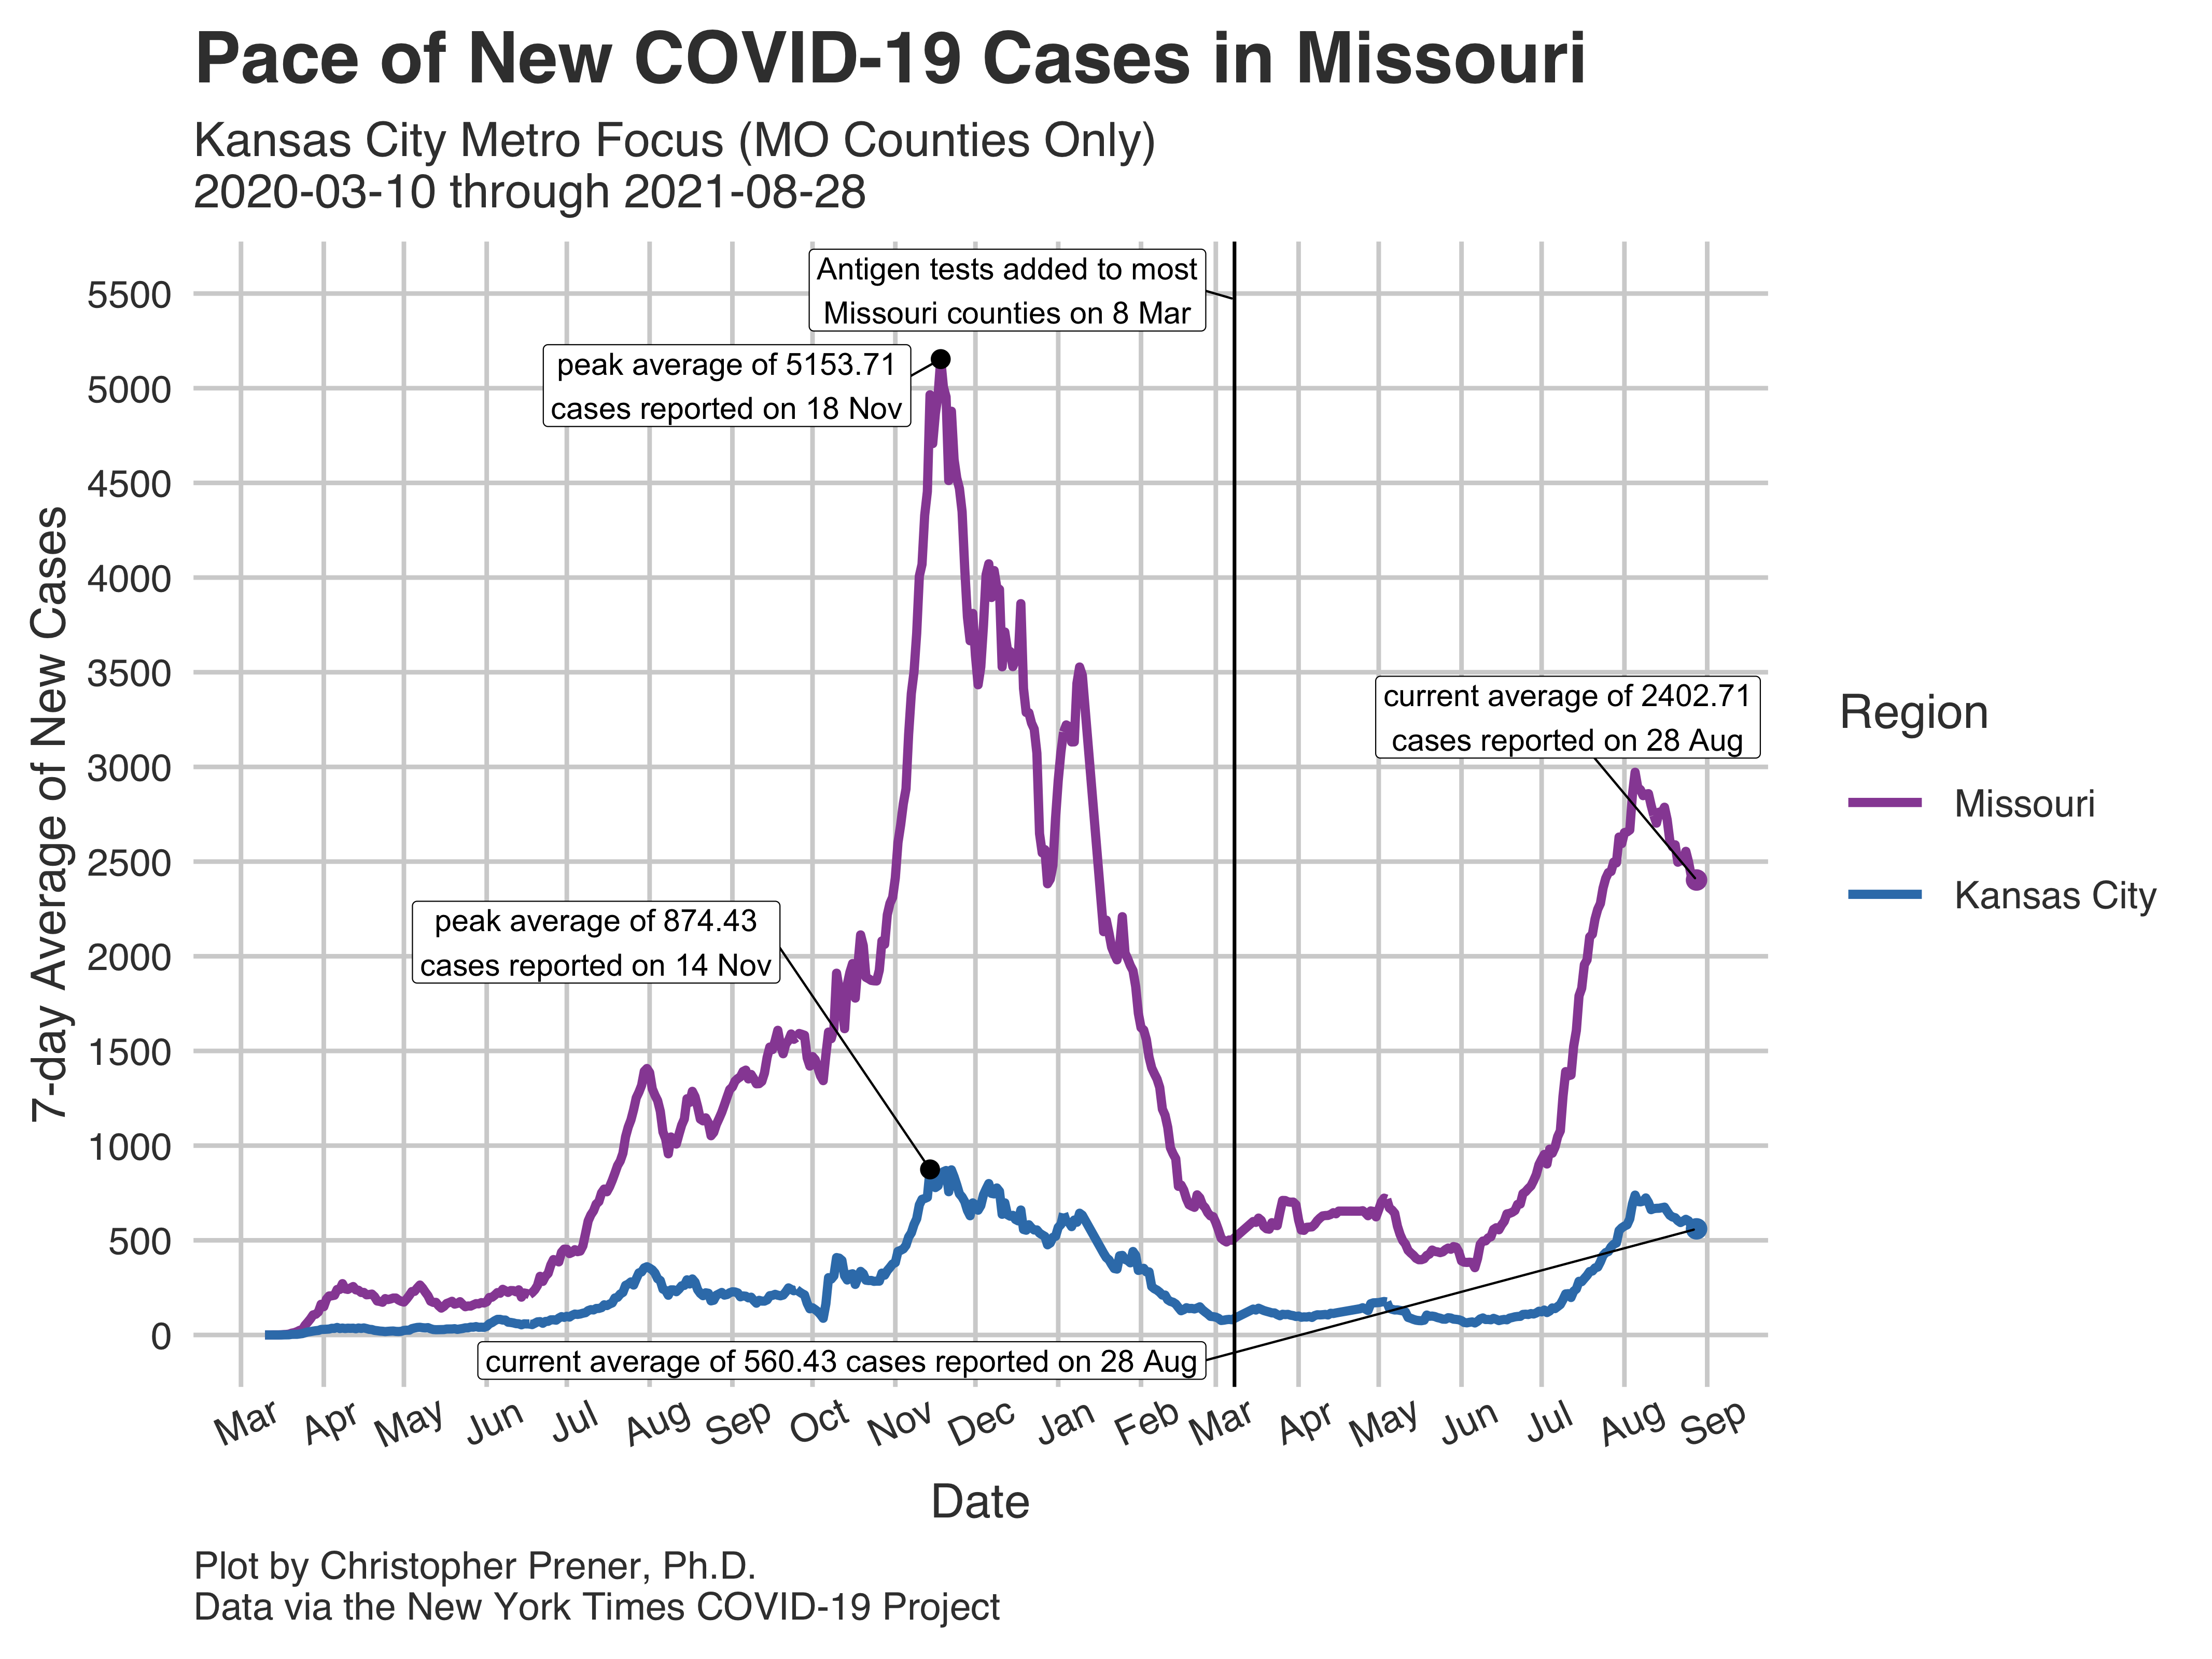 Pace of New COVID-19 Cases in Missouri
Kansas City Metro Focus (MO Counties Only)
2020-03-10 through 2021-08-28
Antigen tests added to most
Missouri counties on 8 Mar
peak average of 5153.71
cases reported on 18 Nov
current average of 2402.71
cases reported on 28 Aug
peak average of 874.43
cases reported on 14 Nov
current average of 560.43 cases reported on 28 Aug
7-day Average of New Cases
5500
5000
4500
4000
3500
3000
2500
2000
1500
1000
500
0
Mar Apr May Jun Jul Aug Sep Oct Nov Dec Jan Feb Mar Apr May Jun Jul Aug Sep
Date
Region
Missouri
Kansas City
Plot by Christopher Prener, Ph.D.
Data via the New York Times COVID-19 Project